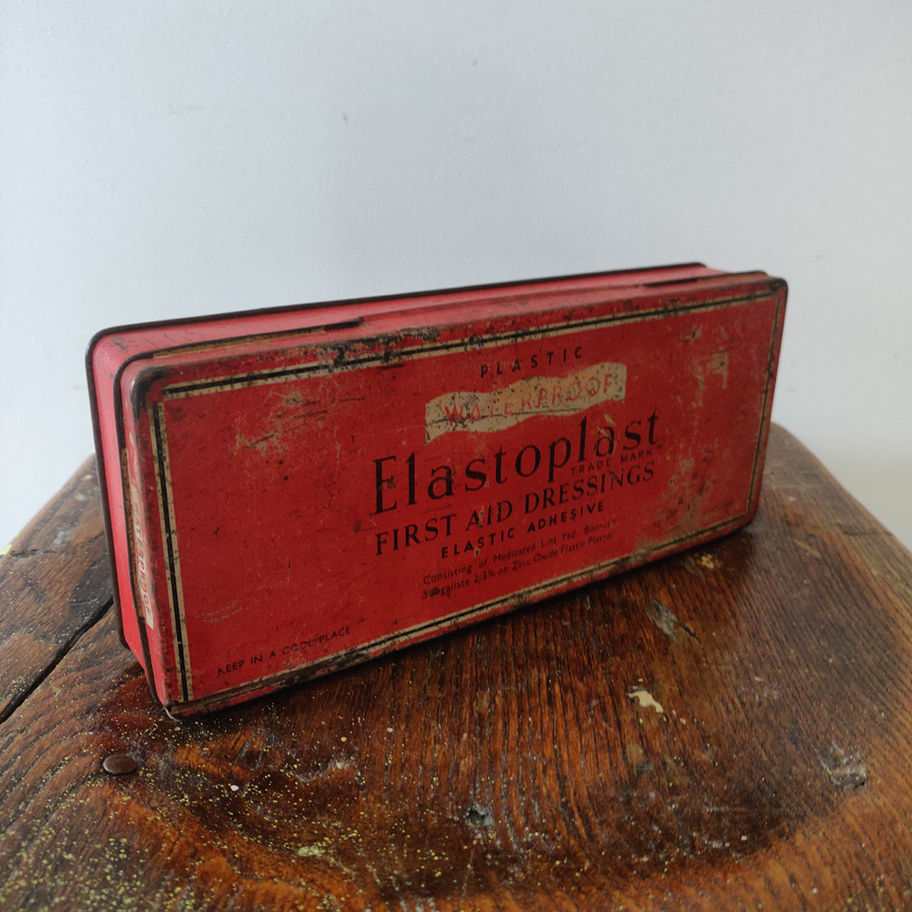 PLASTIC
WATERPROOF
Elastoplast
TRADE MARK
FIRST AID DRESSINGS
ELASTIC ADHESIVE
Consisting of Medicated Lint Pad, Bismuth
Subgallate 2.3% on Zinc Oxide Elastic Plaster
KEEP IN A COOL PLACE